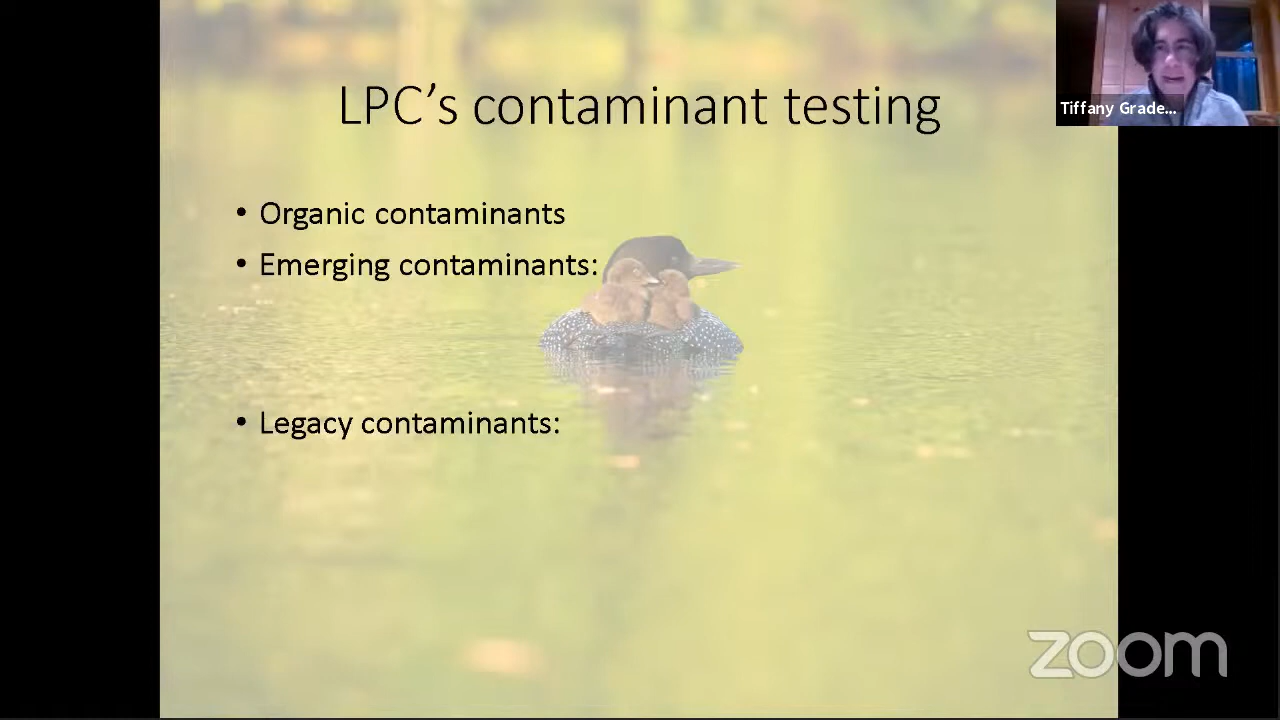 LPC's contaminant testing
Tiffany Grade...
• Organic contaminants
• Emerging contaminants:
• Legacy contaminants:
zoom